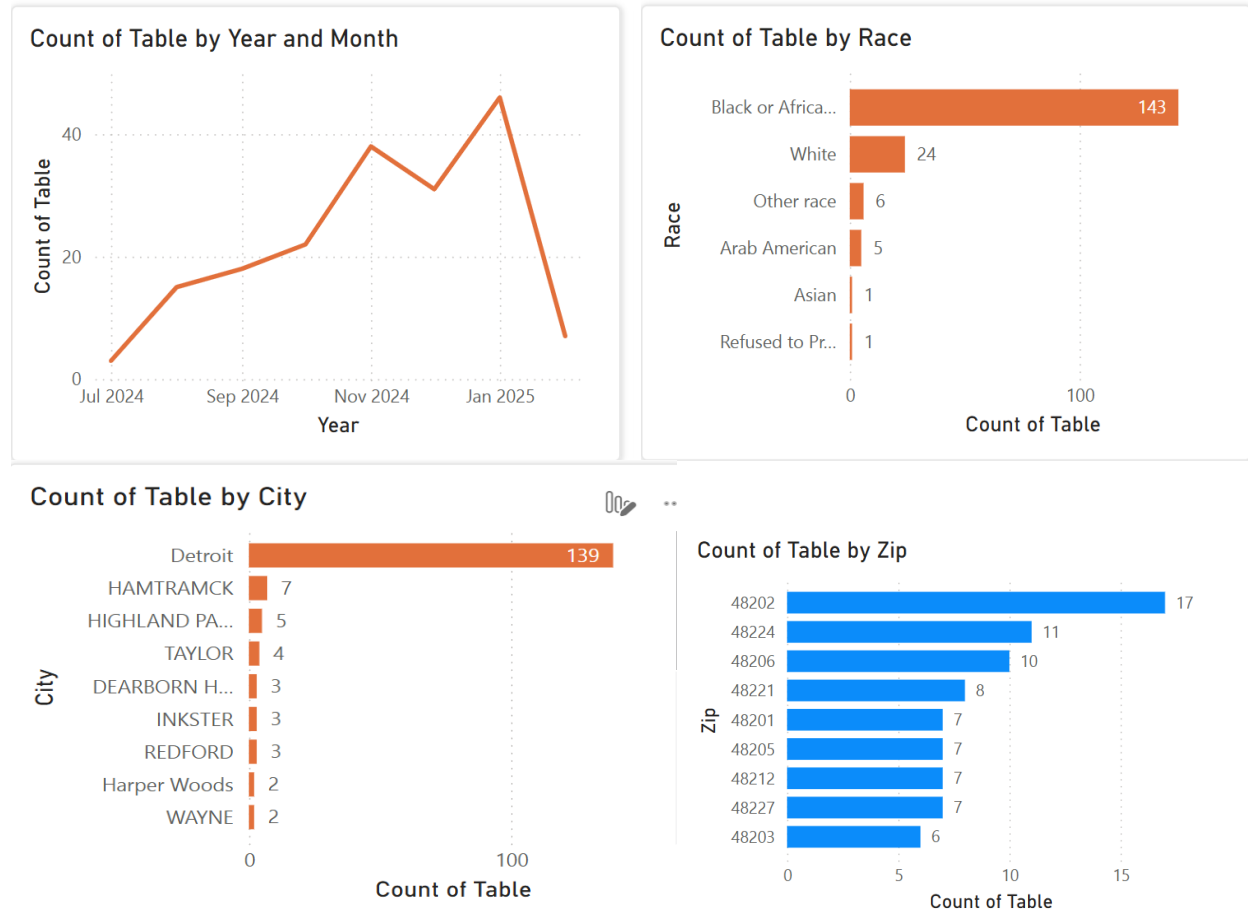 Count of Table by Year and Month
Count of Table
40
20
0
Jul 2024 Sep 2024 Nov 2024 Jan 2025
Year
Count of Table by Race
Race
Black or Africa... 143
White 24
Other race 6
Arab American 5
Asian 1
Refused to Pr... 1
0 100
Count of Table
Count of Table by City
City
Detroit 139
HAMTRAMCK 7
HIGHLAND PA... 5
TAYLOR 4
DEARBORN H... 3
INKSTER 3
REDFORD 3
Harper Woods 2
WAYNE 2
0 100
Count of Table
Count of Table by Zip
Zip
48202 17
48224 11
48206 10
48221 8
48201 7
48205 7
48212 7
48227 7
48203 6
0 5 10 15
Count of Table